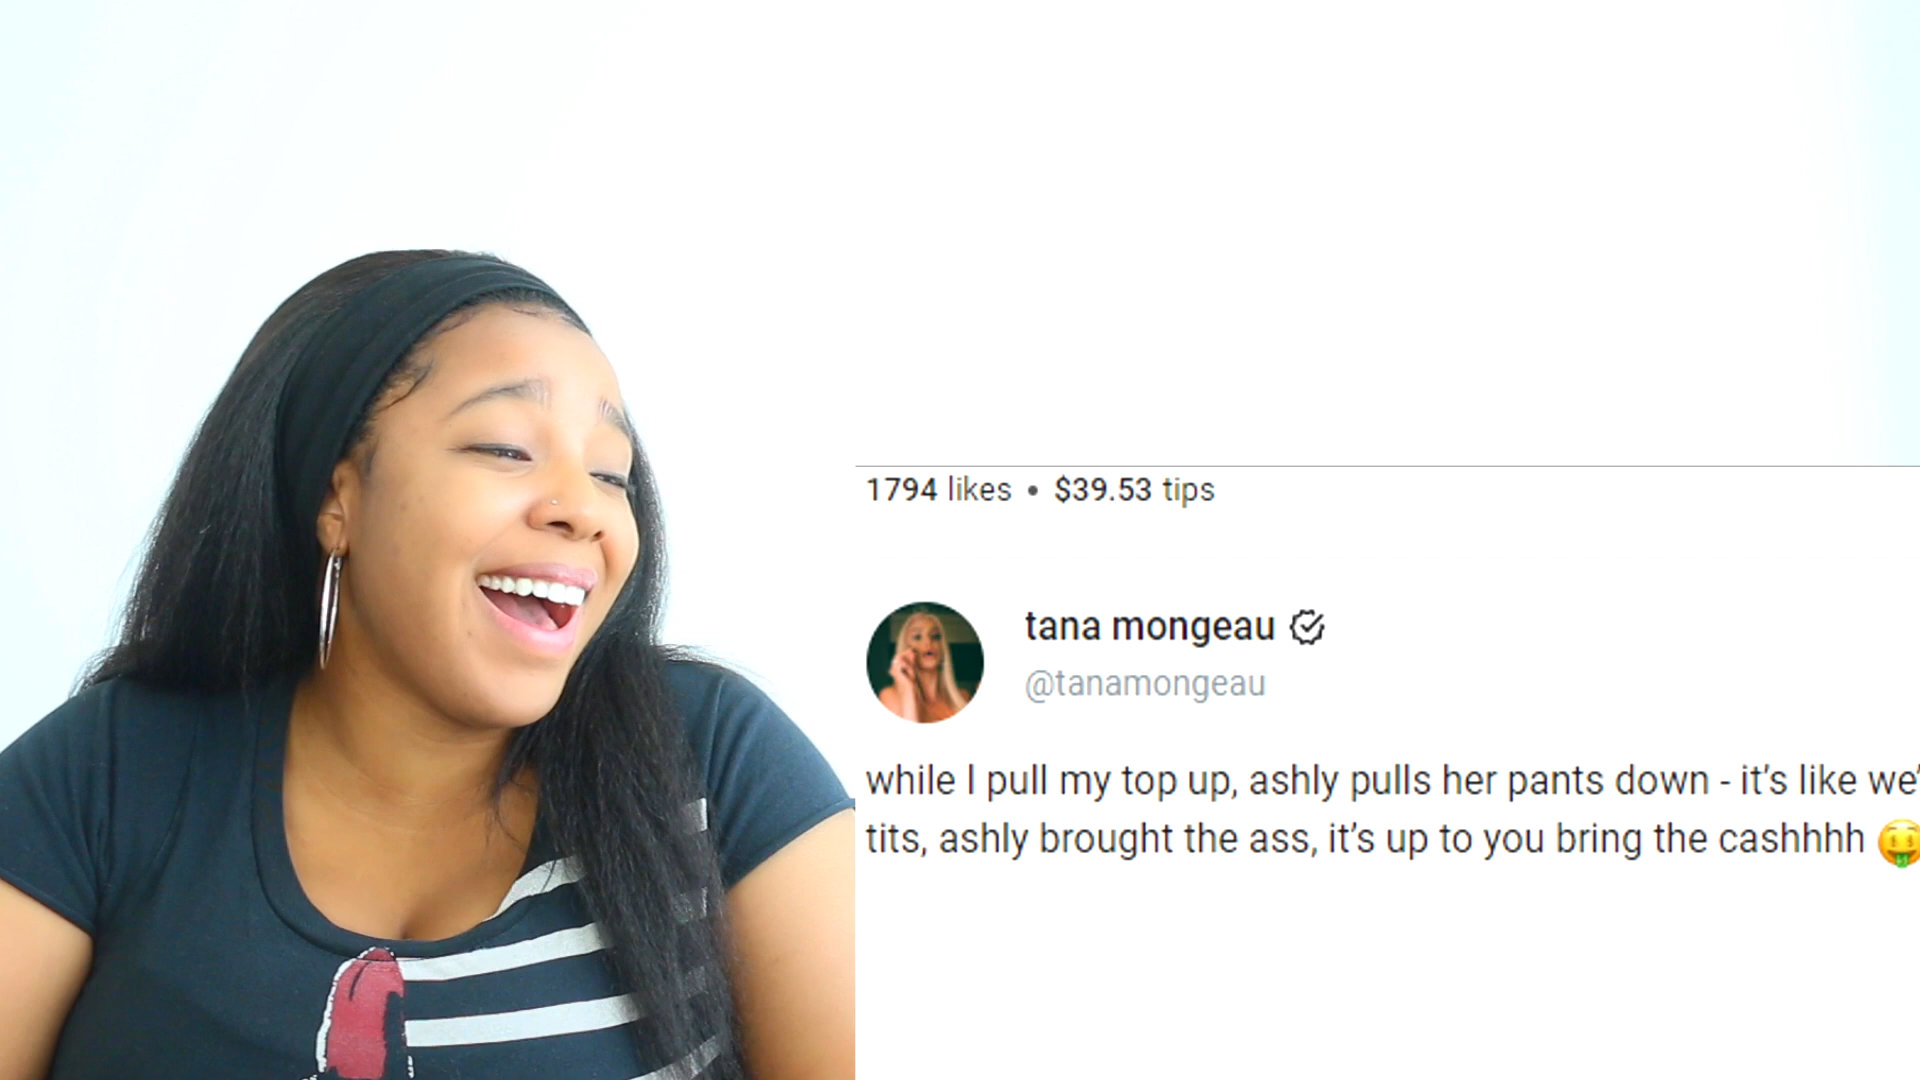 1794 likes • $39.53 tips
tana mongeau
@tanamongeau
while I pull my top up, ashly pulls her pants down - it’s like we’
tits, ashly brought the ass, it’s up to you bring the cashhhh 🤑